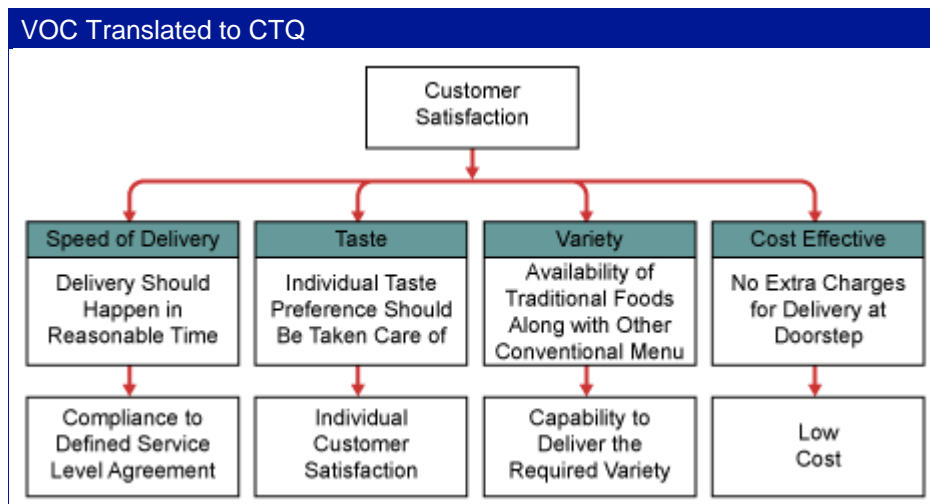 VOC Translated to CTQ
Customer
Satisfaction
Speed of Delivery
Delivery Should
Happen in
Reasonable Time
Compliance to
Defined Service
Level Agreement
Taste
Individual Taste
Preference Should
Be Taken Care of
Individual
Customer
Satisfaction
Variety
Availability of
Traditional Foods
Along with Other
Conventional Menu
Capability to
Deliver the
Required Variety
Cost Effective
No Extra Charges
for Delivery at
Doorstep
Low
Cost